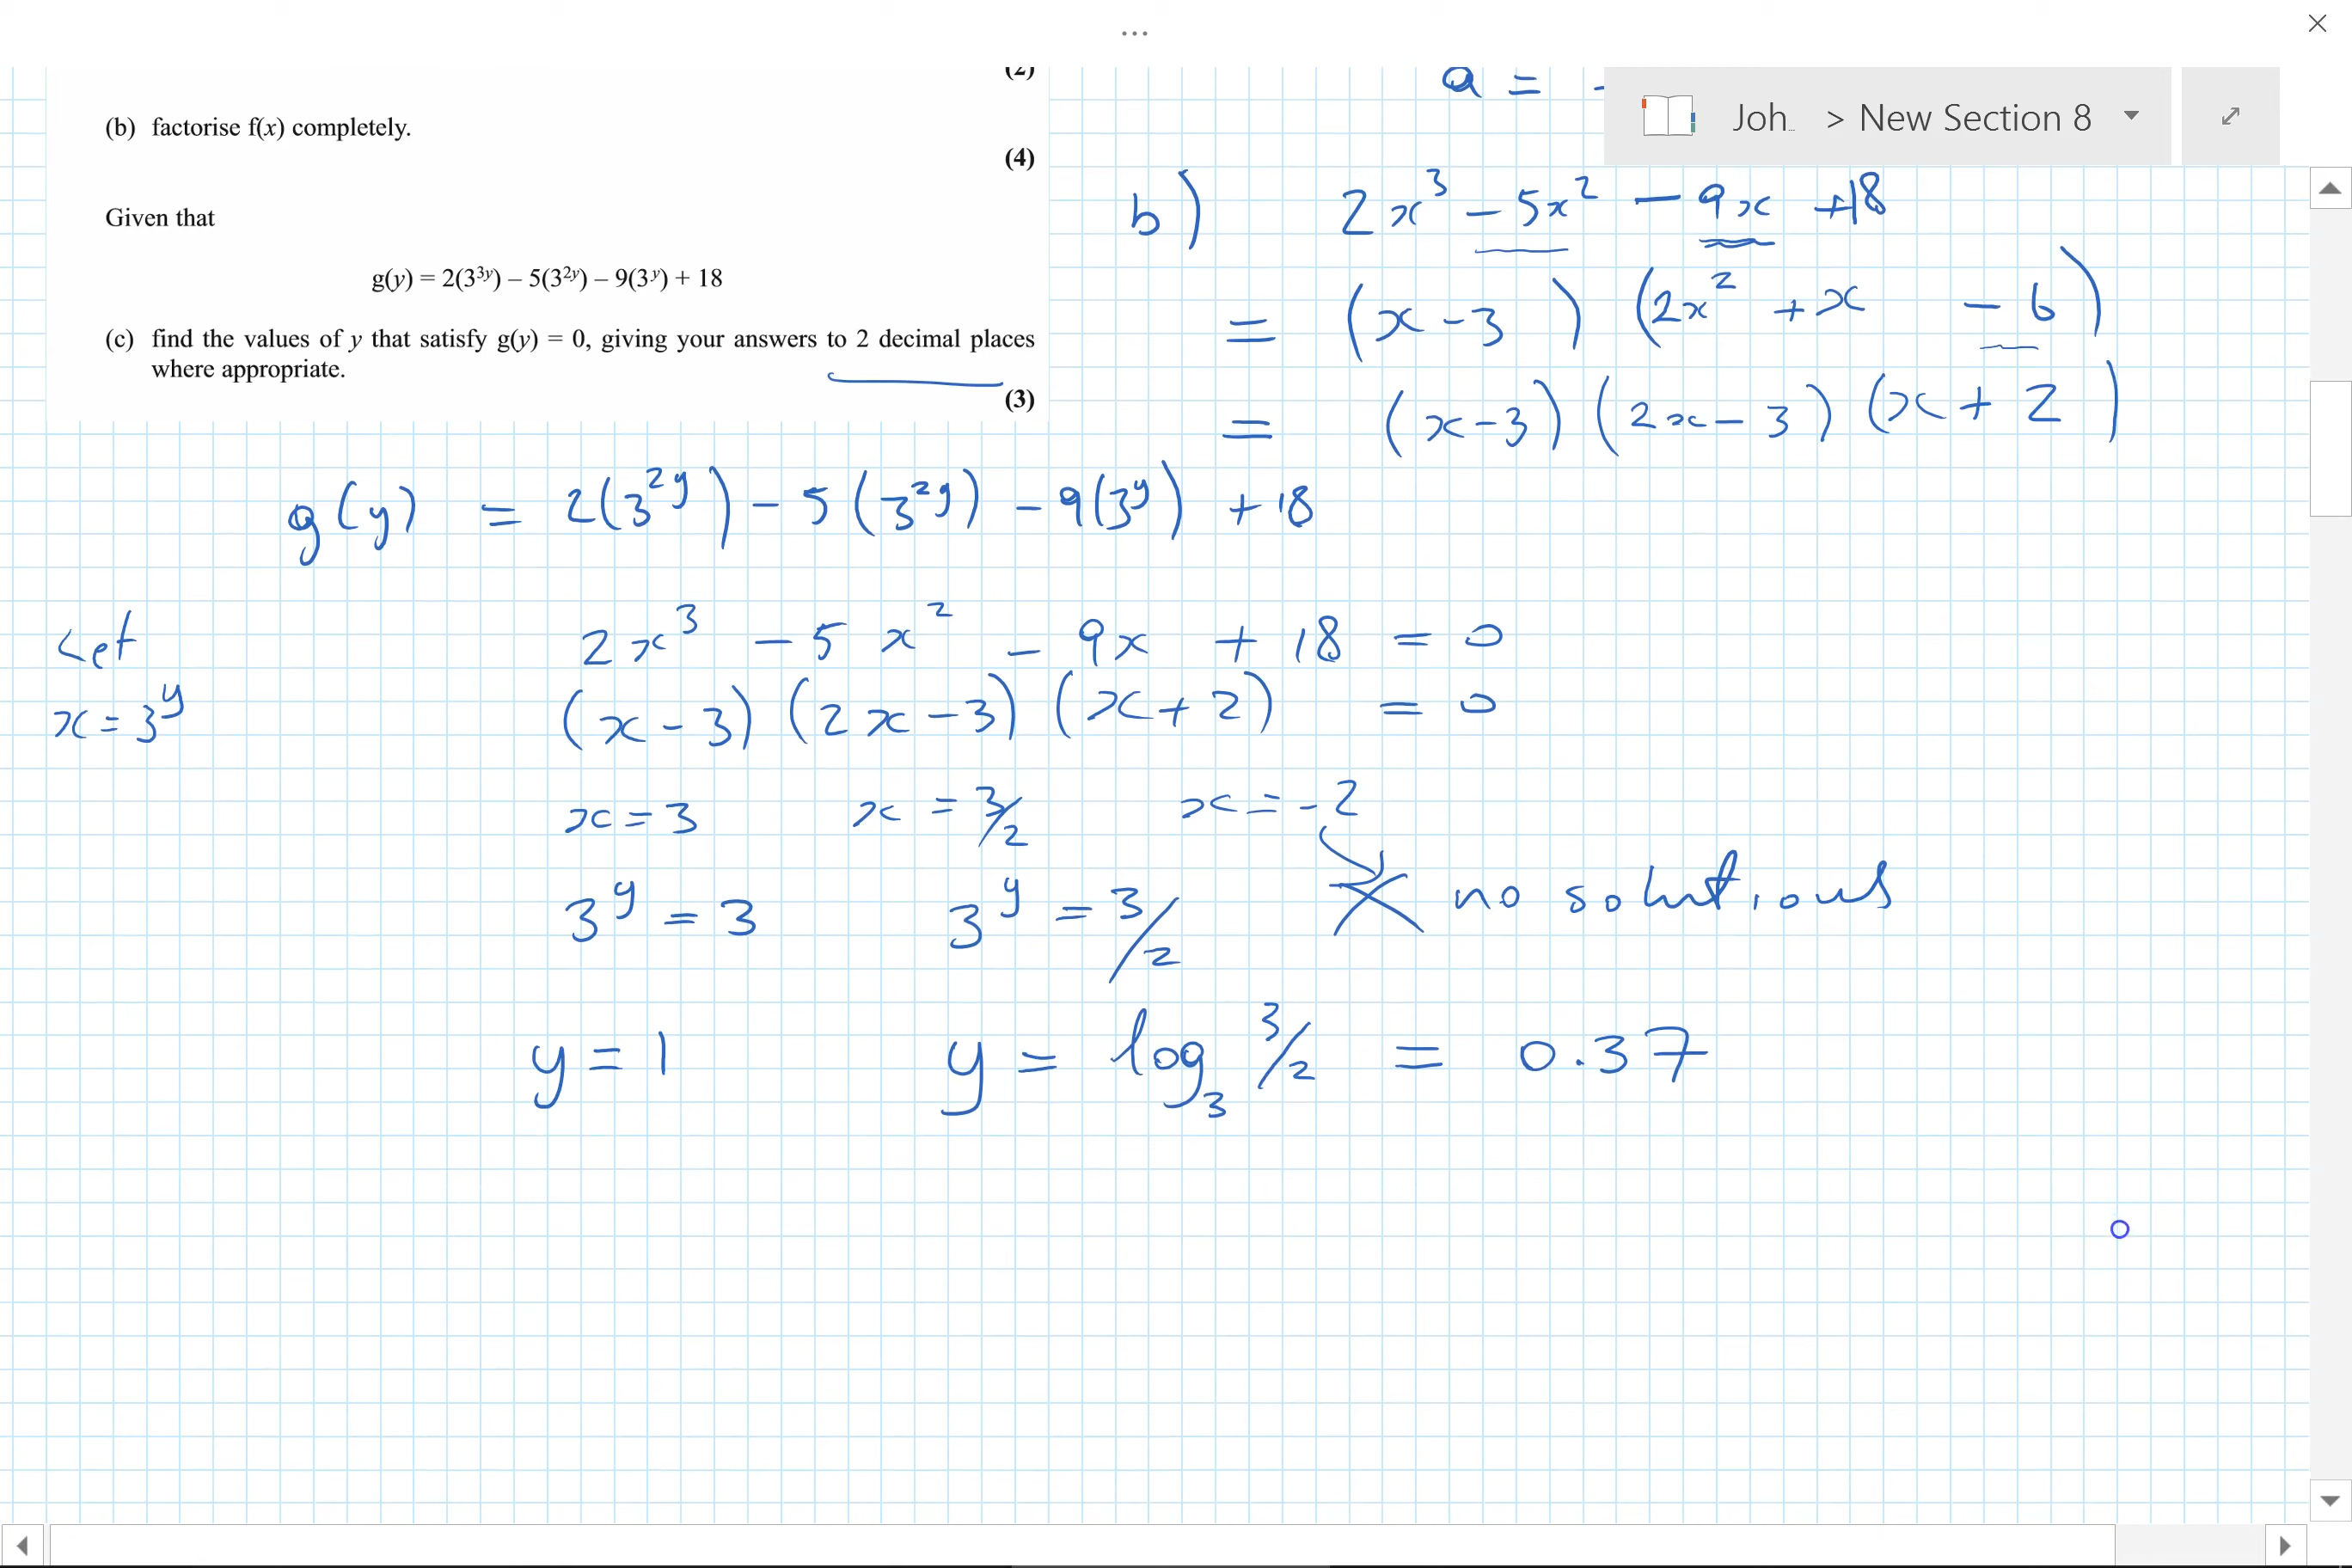 ...
(2)
a = -
Joh... > New Section 8
(b) factorise f(x) completely.
(4)
Given that
g(y) = 2(3^{3y}) – 5(3^{2y}) – 9(3^y) + 18
(c) find the values of y that satisfy g(y) = 0, giving your answers to 2 decimal places
where appropriate.
(3)
b) 2x³ - 5x² - 9x + 18
= (x - 3) (2x² + x - 6)
= (x - 3) (2x - 3) (x + 2)
g(y) = 2(3^{2y}) - 5(3^{2y}) - 9(3^y) + 18
Let
x = 3^y
2x³ - 5x² - 9x + 18 = 0
(x - 3) (2x - 3) (x + 2) = 0
x = 3 x = 3/2 x = -2
3^y = 3 3^y = 3/2 no solutions
y = 1 y = log₃ 3/2 = 0.37